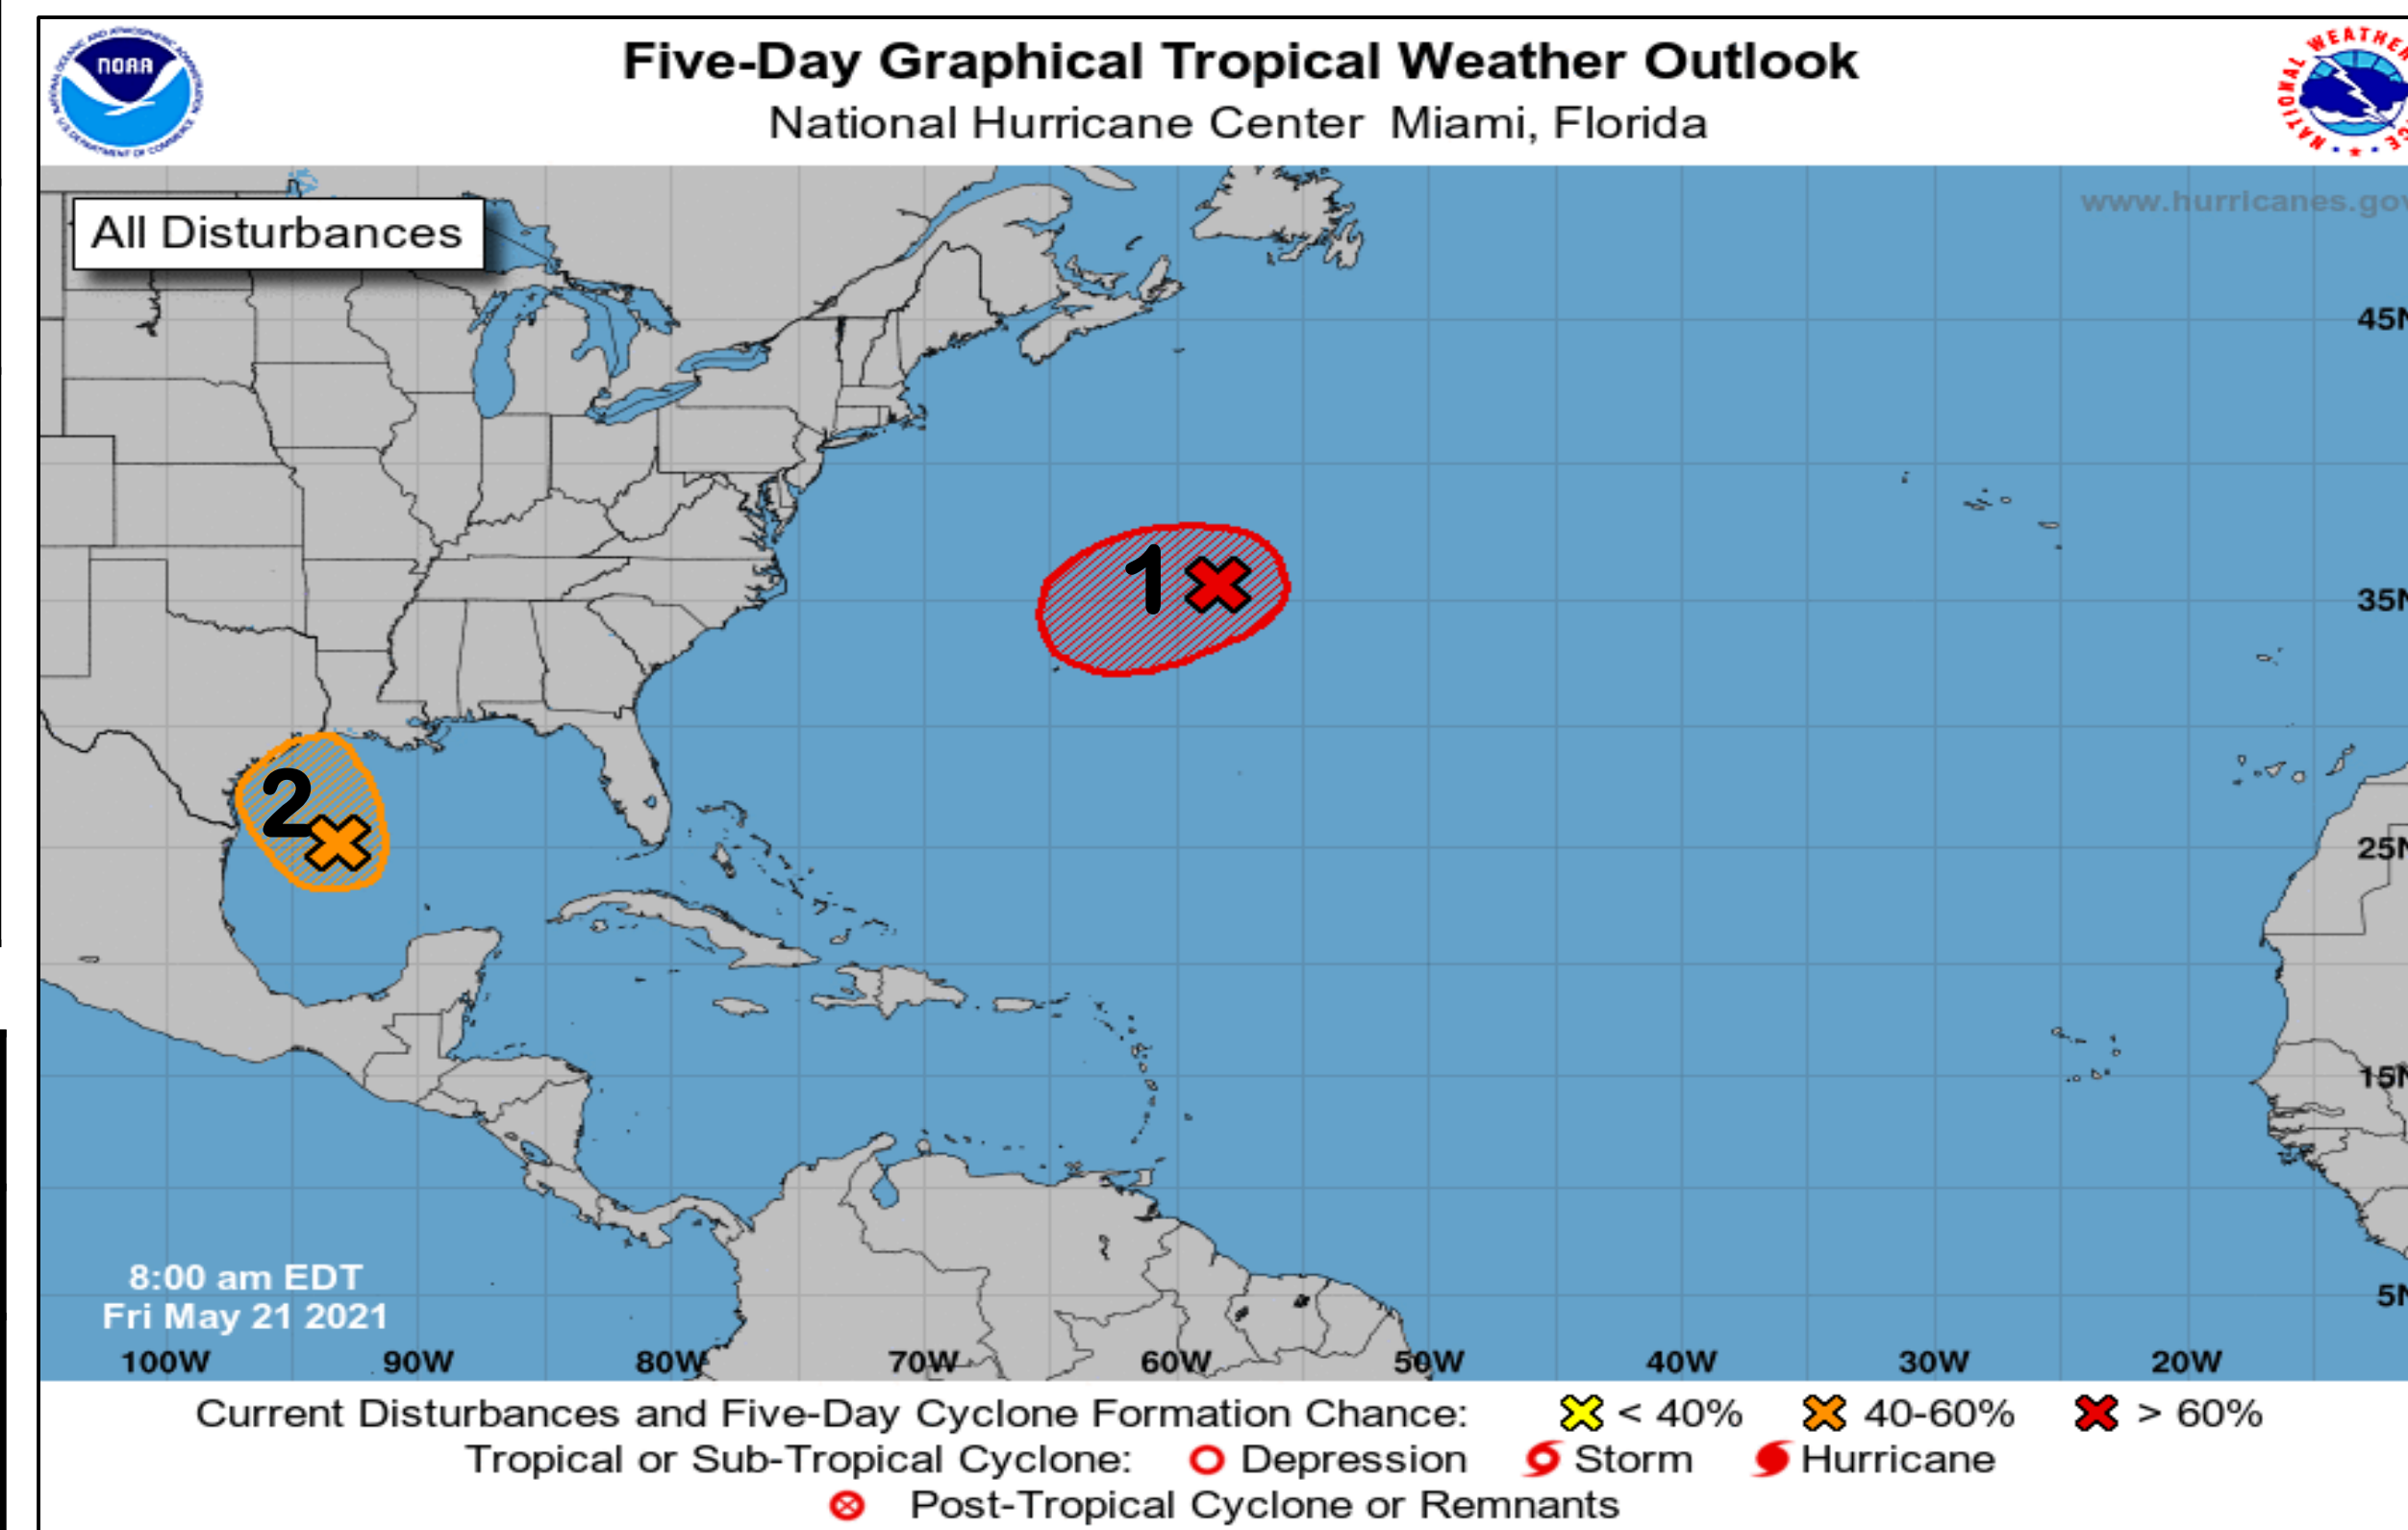 NOAA
Five-Day Graphical Tropical Weather Outlook
National Hurricane Center Miami, Florida
NATIONAL WEATHER
www.hurricanes.gov
All Disturbances
45N
1
35N
2
25N
15N
5N
8:00 am EDT
Fri May 21 2021
100W 90W 80W 70W 60W 50W 40W 30W 20W
Current Disturbances and Five-Day Cyclone Formation Chance: < 40% 40-60% > 60%
Tropical or Sub-Tropical Cyclone: Depression Storm Hurricane
Post-Tropical Cyclone or Remnants